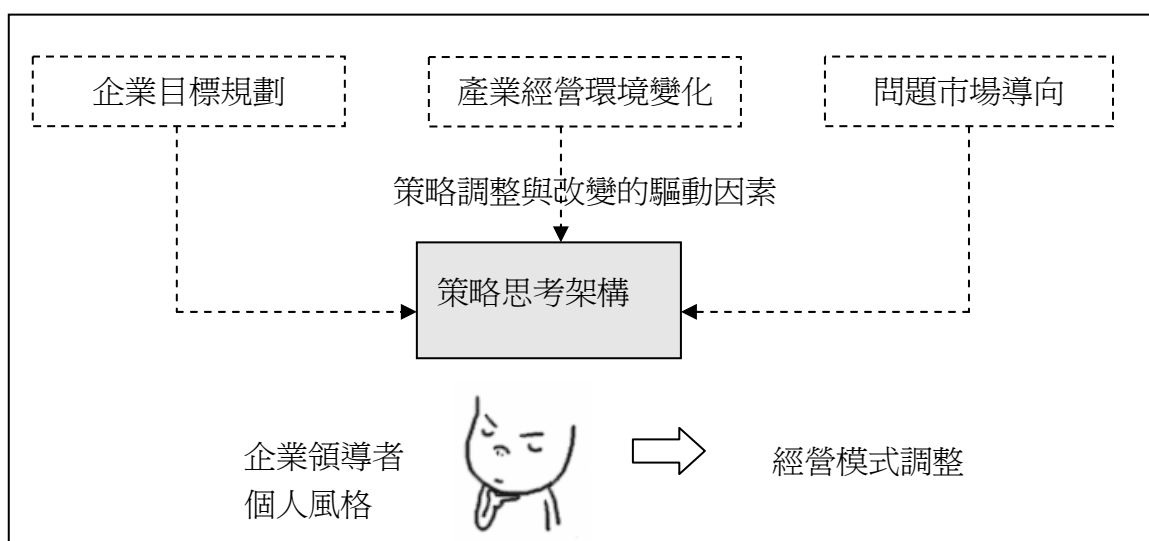 企業目標規劃
產業經營環境變化
問題市場導向
策略調整與改變的驅動因素
策略思考架構
企業領導者
個人風格
經營模式調整